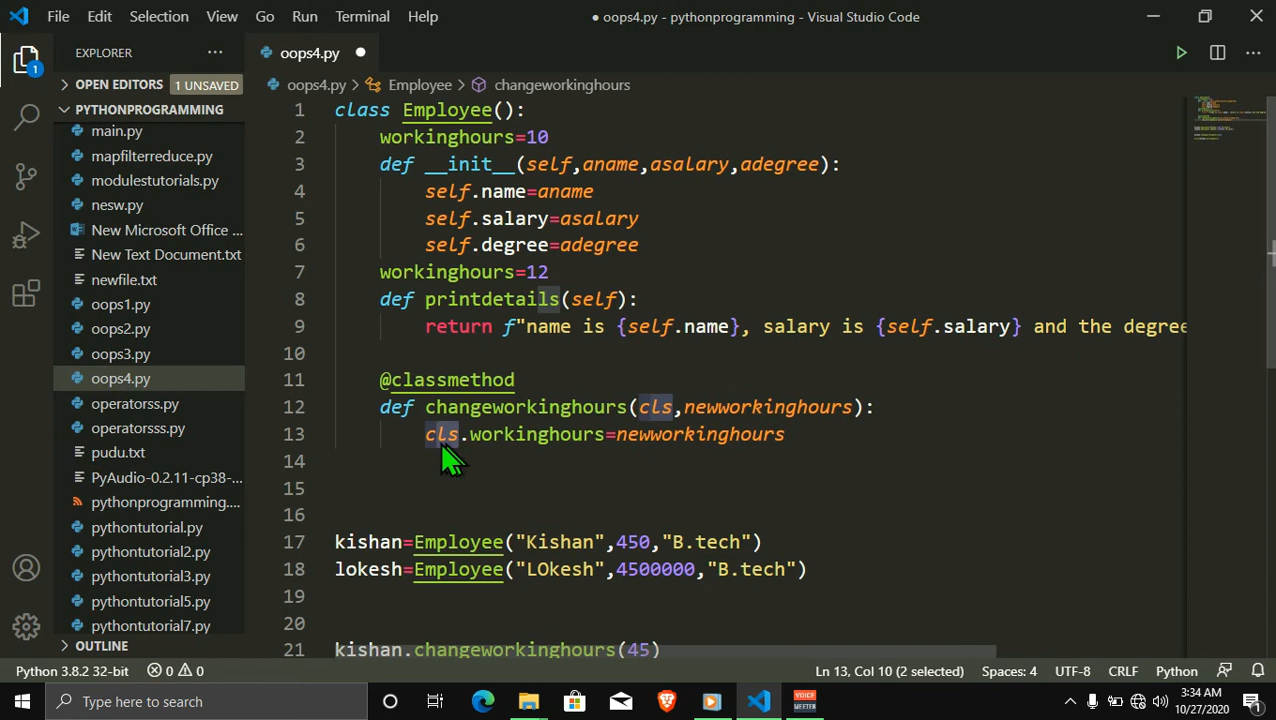 File Edit Selection View Go Run Terminal Help
● oops4.py - pythonprogramming - Visual Studio Code
EXPLORER
oops4.py
OPEN EDITORS 1 UNSAVED
oops4.py > Employee > changeworkinghours
PYTHONPROGRAMMING
main.py
mapfilterreduce.py
modulestutorials.py
nesw.py
New Microsoft Office ...
New Text Document.txt
newfile.txt
oops1.py
oops2.py
oops3.py
oops4.py
operatorss.py
operatorsss.py
pudu.txt
PyAudio-0.2.11-cp38-...
pythonprogramming....
pythontutorial.py
pythontutorial2.py
pythontutorial3.py
pythontutorial5.py
pythontutorial7.py
OUTLINE
1 class Employee():
2 workinghours=10
3 def __init__(self,aname,asalary,adegree):
4 self.name=aname
5 self.salary=asalary
6 self.degree=adegree
7 workinghours=12
8 def printdetails(self):
9 return f"name is {self.name}, salary is {self.salary} and the degree
10
11 @classmethod
12 def changeworkinghours(cls,newworkinghours):
13 cls.workinghours=newworkinghours
14
15
16
17 kishan=Employee("Kishan",450,"B.tech")
18 lokesh=Employee("LOkesh",4500000,"B.tech")
19
20
21 kishan.changeworkinghours(45)
Python 3.8.2 32-bit 0 0 Ln 13, Col 10 (2 selected) Spaces: 4 UTF-8 CRLF Python
Type here to search
VOICE MEETER
3:34 AM
10/27/2020
1
1